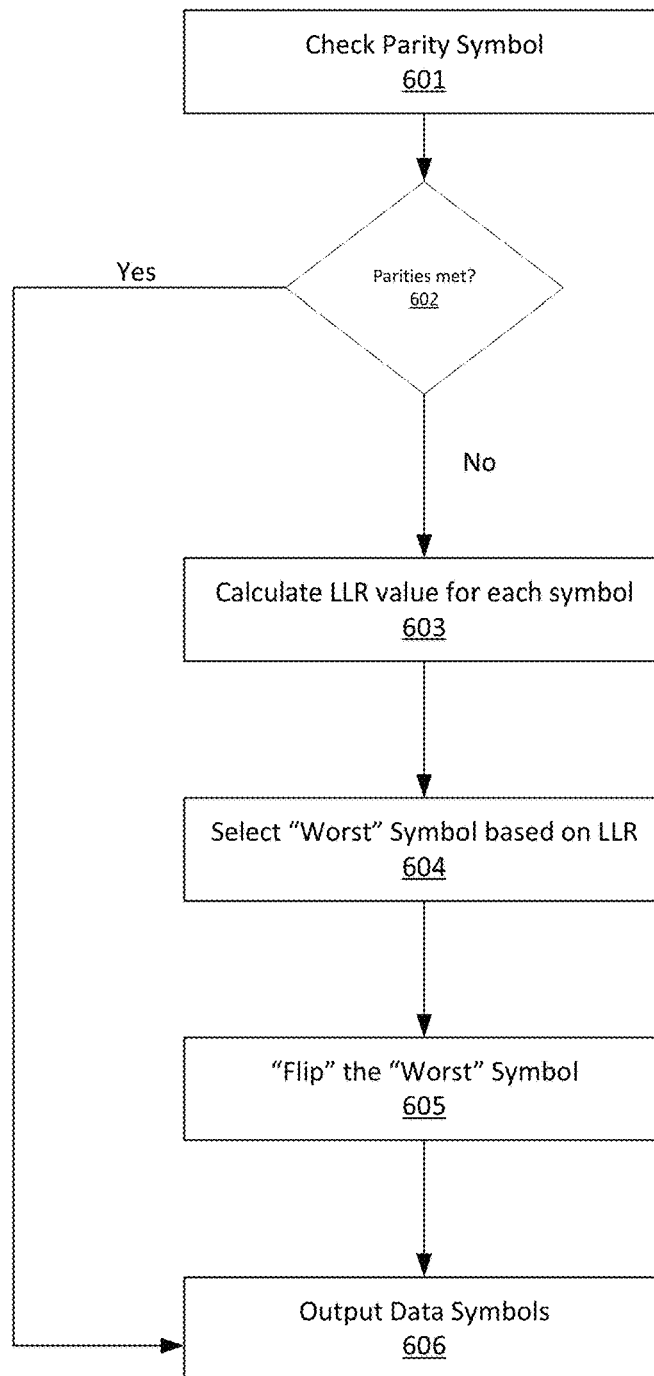 Check Parity Symbol
601
Parities met?
602
Yes
No
Calculate LLR value for each symbol
603
Select “Worst” Symbol based on LLR
604
“Flip” the “Worst” Symbol
605
Output Data Symbols
606